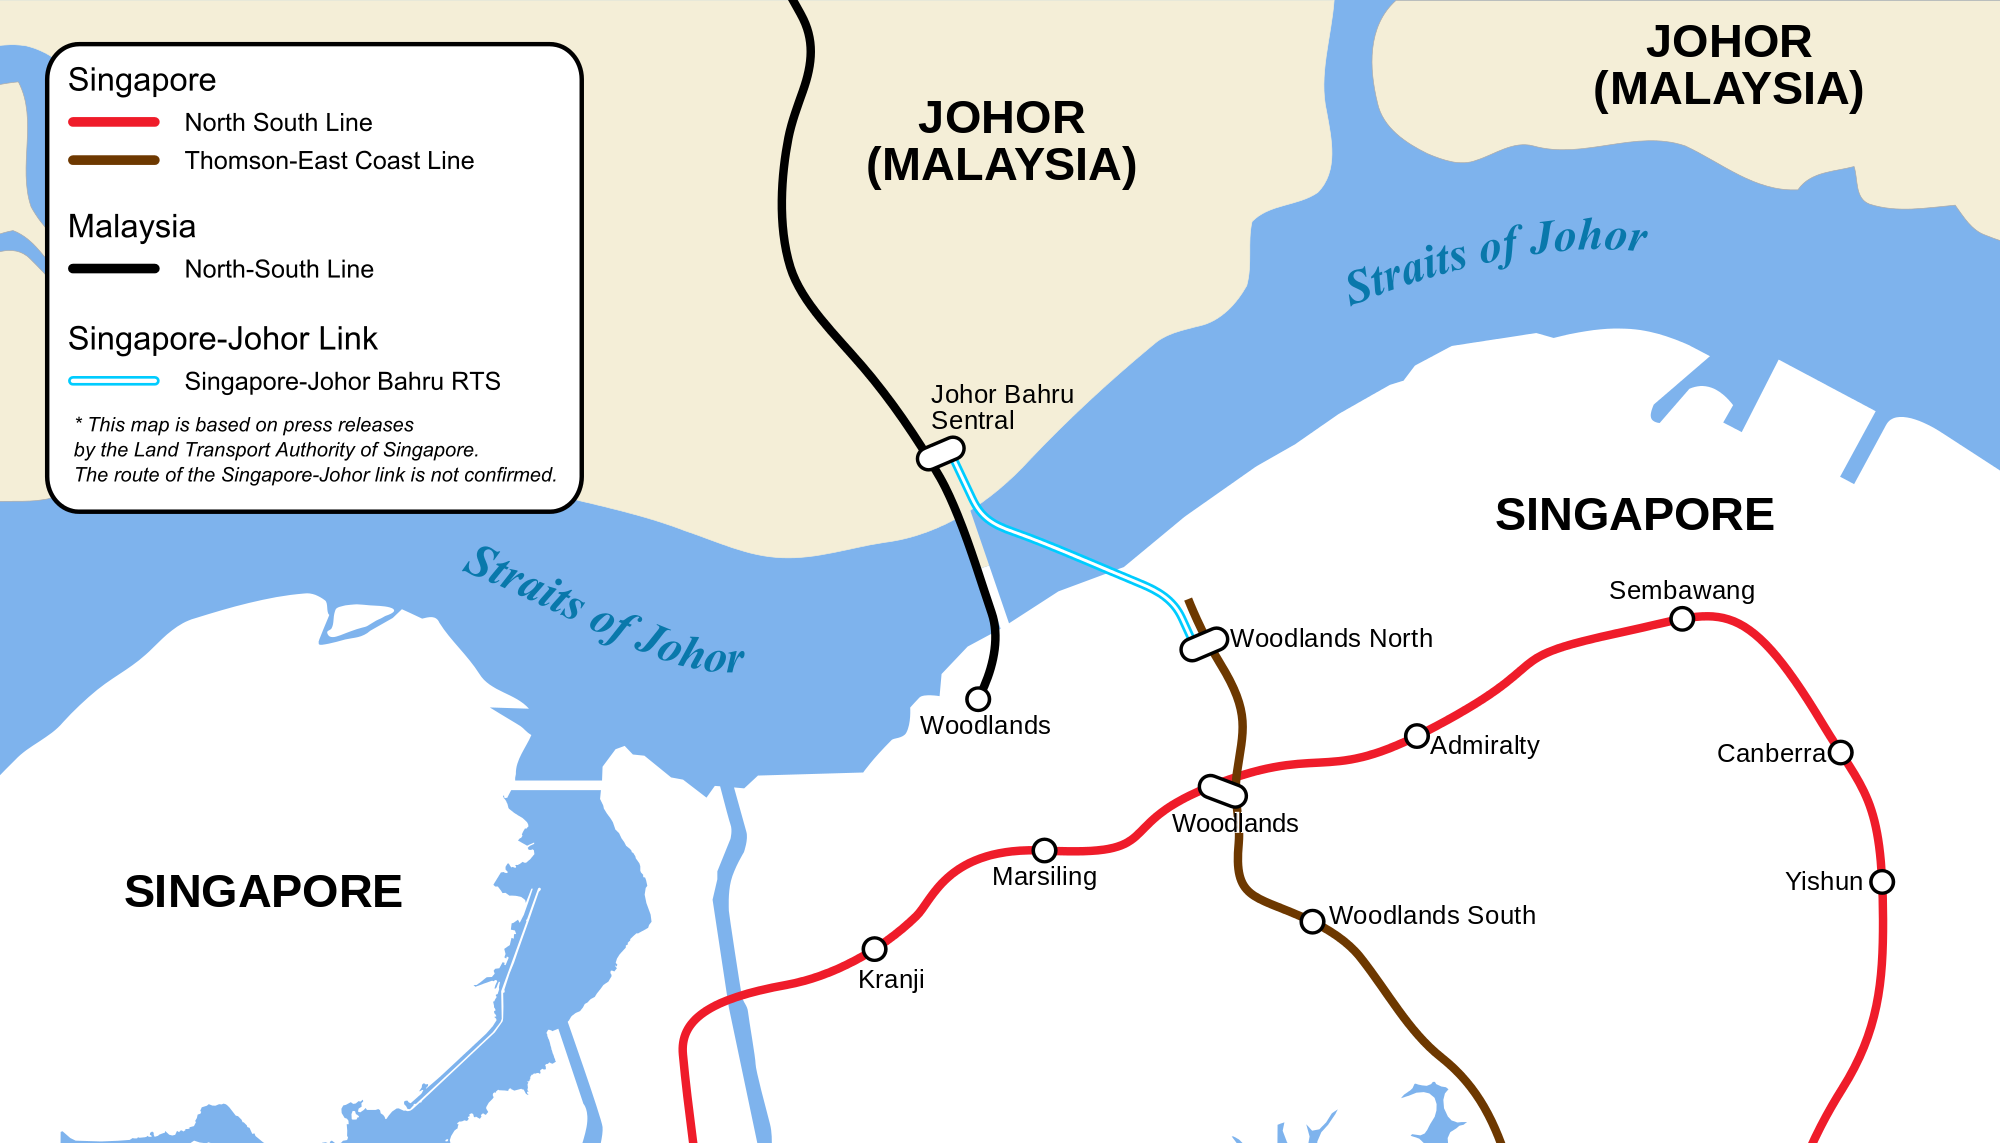 Singapore
North South Line
Thomson-East Coast Line
Malaysia
North-South Line
Singapore-Johor Link
Singapore-Johor Bahru RTS
* This map is based on press releases
by the Land Transport Authority of Singapore.
The route of the Singapore-Johor link is not confirmed.
JOHOR
(MALAYSIA)
JOHOR
(MALAYSIA)
Straits of Johor
Johor Bahru
Sentral
SINGAPORE
Straits of Johor
Sembawang
Woodlands North
Woodlands
Admiralty
Canberra
Woodlands
Marsiling
Yishun
SINGAPORE
Woodlands South
Kranji